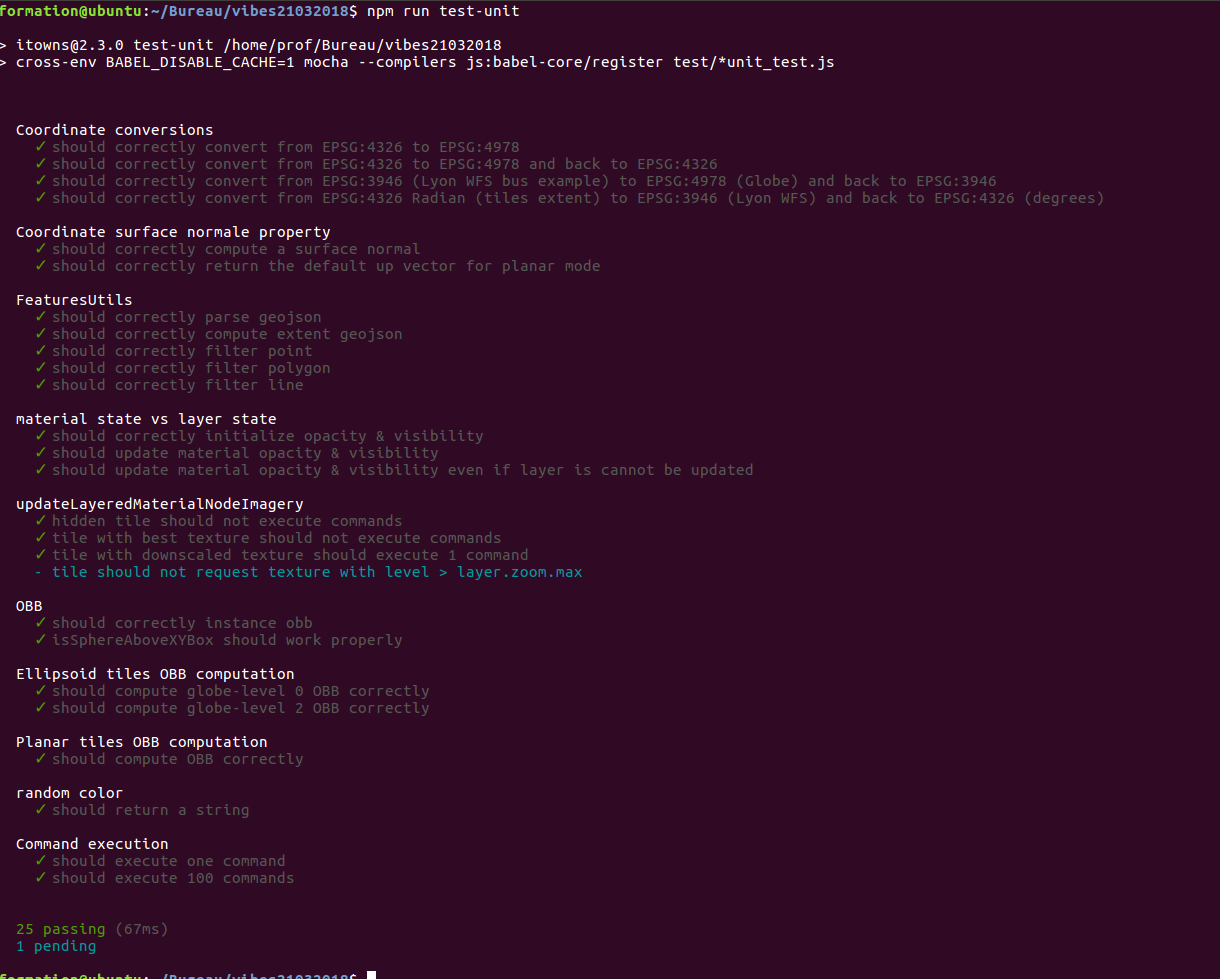 formation@ubuntu:~/Bureau/vibes21032018$ npm run test-unit
> itowns@2.3.0 test-unit /home/prof/Bureau/vibes21032018
> cross-env BABEL_DISABLE_CACHE=1 mocha --compilers js:babel-core/register test/*unit_test.js
Coordinate conversions
✓ should correctly convert from EPSG:4326 to EPSG:4978
✓ should correctly convert from EPSG:4326 to EPSG:4978 and back to EPSG:4326
✓ should correctly convert from EPSG:3946 (Lyon WFS bus example) to EPSG:4978 (Globe) and back to EPSG:3946
✓ should correctly convert from EPSG:4326 Radian (tiles extent) to EPSG:3946 (Lyon WFS) and back to EPSG:4326 (degrees)
Coordinate surface normale property
✓ should correctly compute a surface normal
✓ should correctly return the default up vector for planar mode
FeaturesUtils
✓ should correctly parse geojson
✓ should correctly compute extent geojson
✓ should correctly filter point
✓ should correctly filter polygon
✓ should correctly filter line
material state vs layer state
✓ should correctly initialize opacity & visibility
✓ should update material opacity & visibility
✓ should update material opacity & visibility even if layer is cannot be updated
updateLayeredMaterialNodeImagery
✓ hidden tile should not execute commands
✓ tile with best texture should not execute commands
✓ tile with downscaled texture should execute 1 command
- tile should not request texture with level > layer.zoom.max
OBB
✓ should correctly instance obb
✓ isSphereAboveXYBox should work properly
Ellipsoid tiles OBB computation
✓ should compute globe-level 0 OBB correctly
✓ should compute globe-level 2 OBB correctly
Planar tiles OBB computation
✓ should compute OBB correctly
random color
✓ should return a string
Command execution
✓ should execute one command
✓ should execute 100 commands
25 passing (67ms)
1 pending
formation@ubuntu:~/Bureau/vibes21032018$